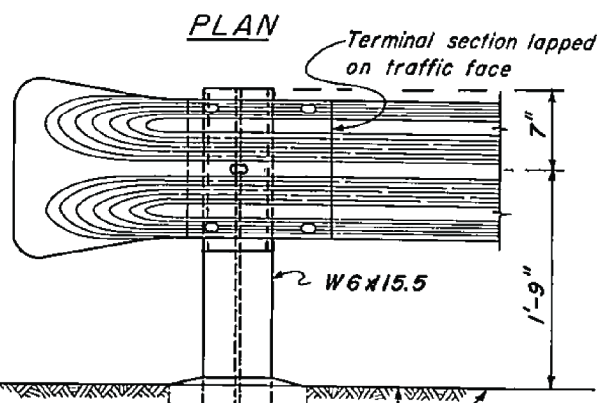 PLAN
Terminal section lapped
on traffic face
7"
W6x15.5
1'-9"